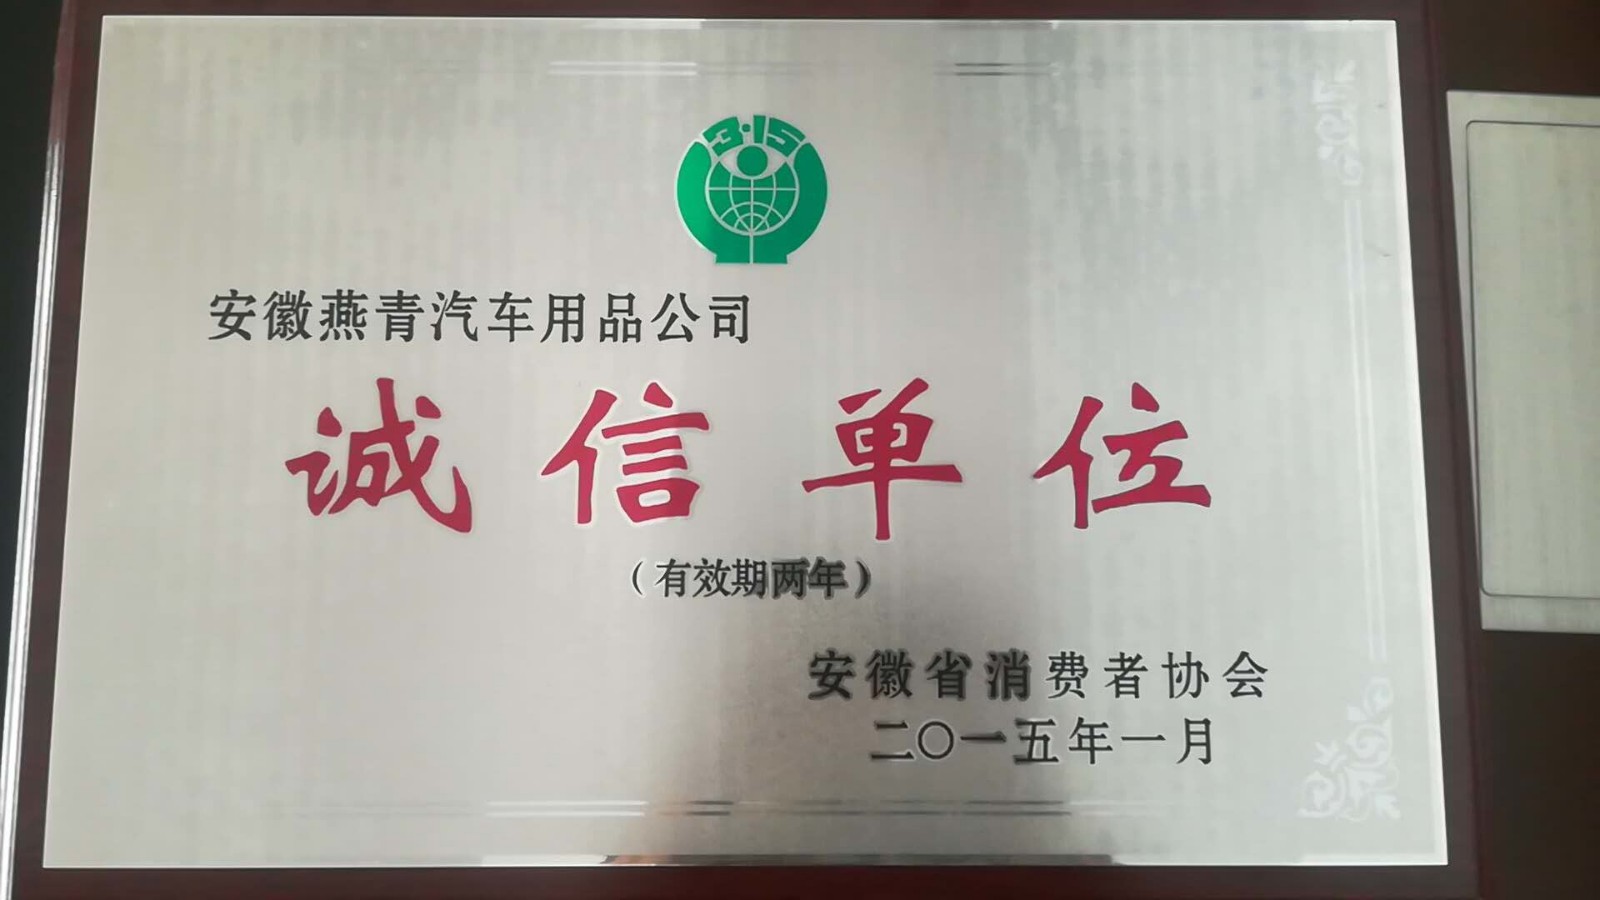 3·15
安徽燕青汽车用品公司
诚信单位
（有效期两年）
安徽省消费者协会
二〇一五年一月